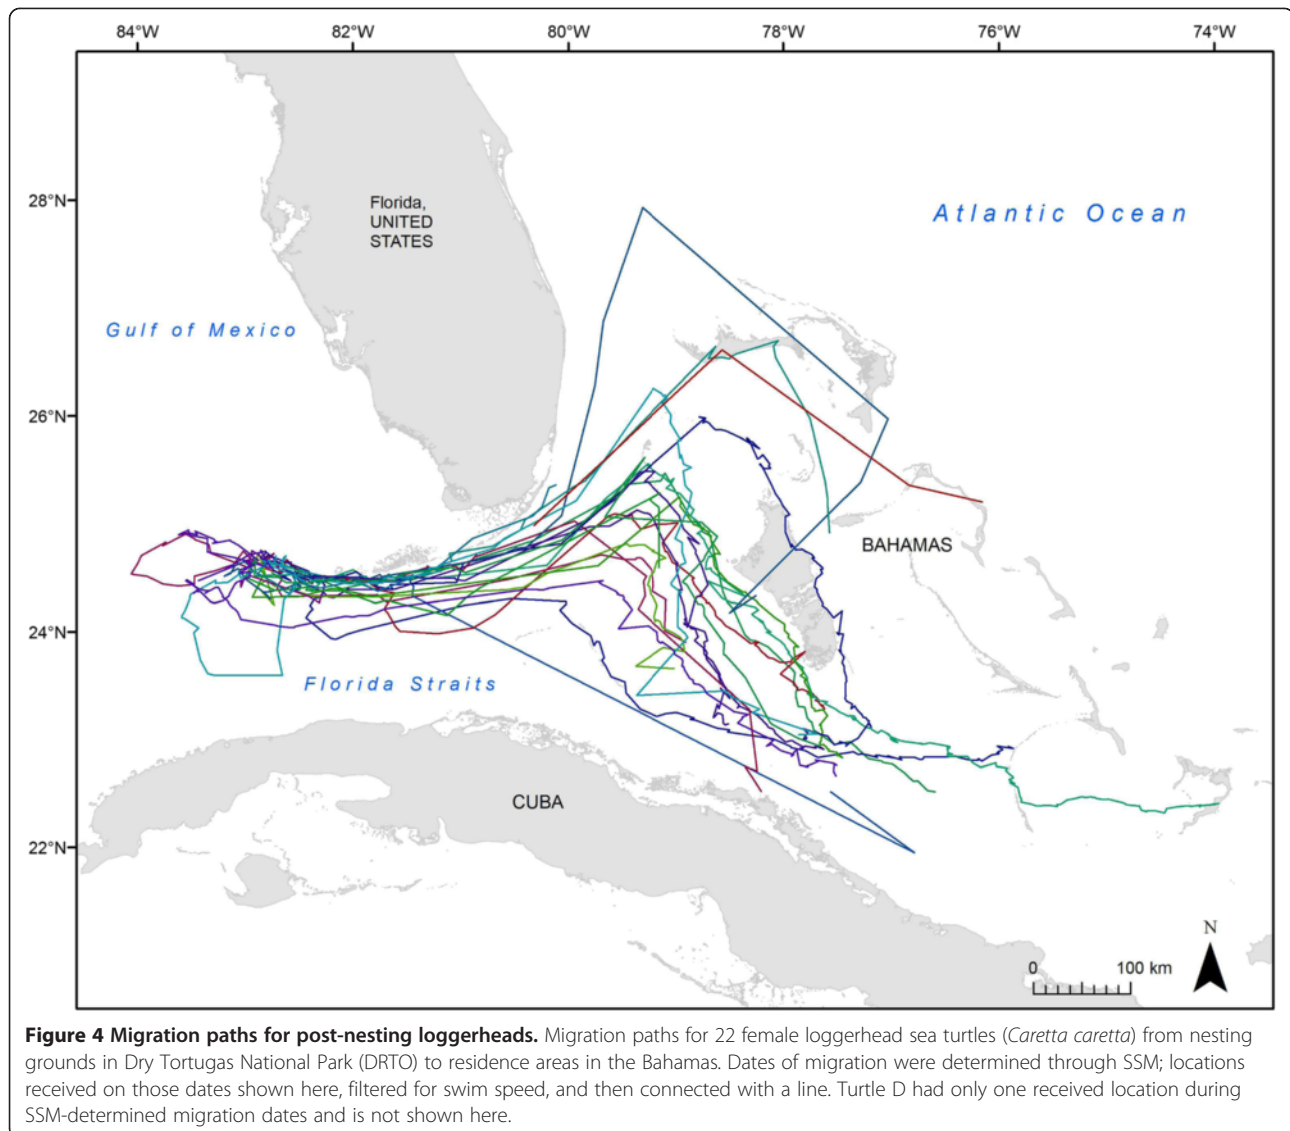 84°W 82°W 80°W 78°W 76°W 74°W
28°N
26°N
24°N
22°N
Florida,
UNITED
STATES
Atlantic Ocean
Gulf of Mexico
BAHAMAS
Florida Straits
CUBA
N
0 100 km
Figure 4 Migration paths for post-nesting loggerheads. Migration paths for 22 female loggerhead sea turtles (Caretta caretta) from nesting
grounds in Dry Tortugas National Park (DRTO) to residence areas in the Bahamas. Dates of migration were determined through SSM; locations
received on those dates shown here, filtered for swim speed, and then connected with a line. Turtle D had only one received location during
SSM-determined migration dates and is not shown here.